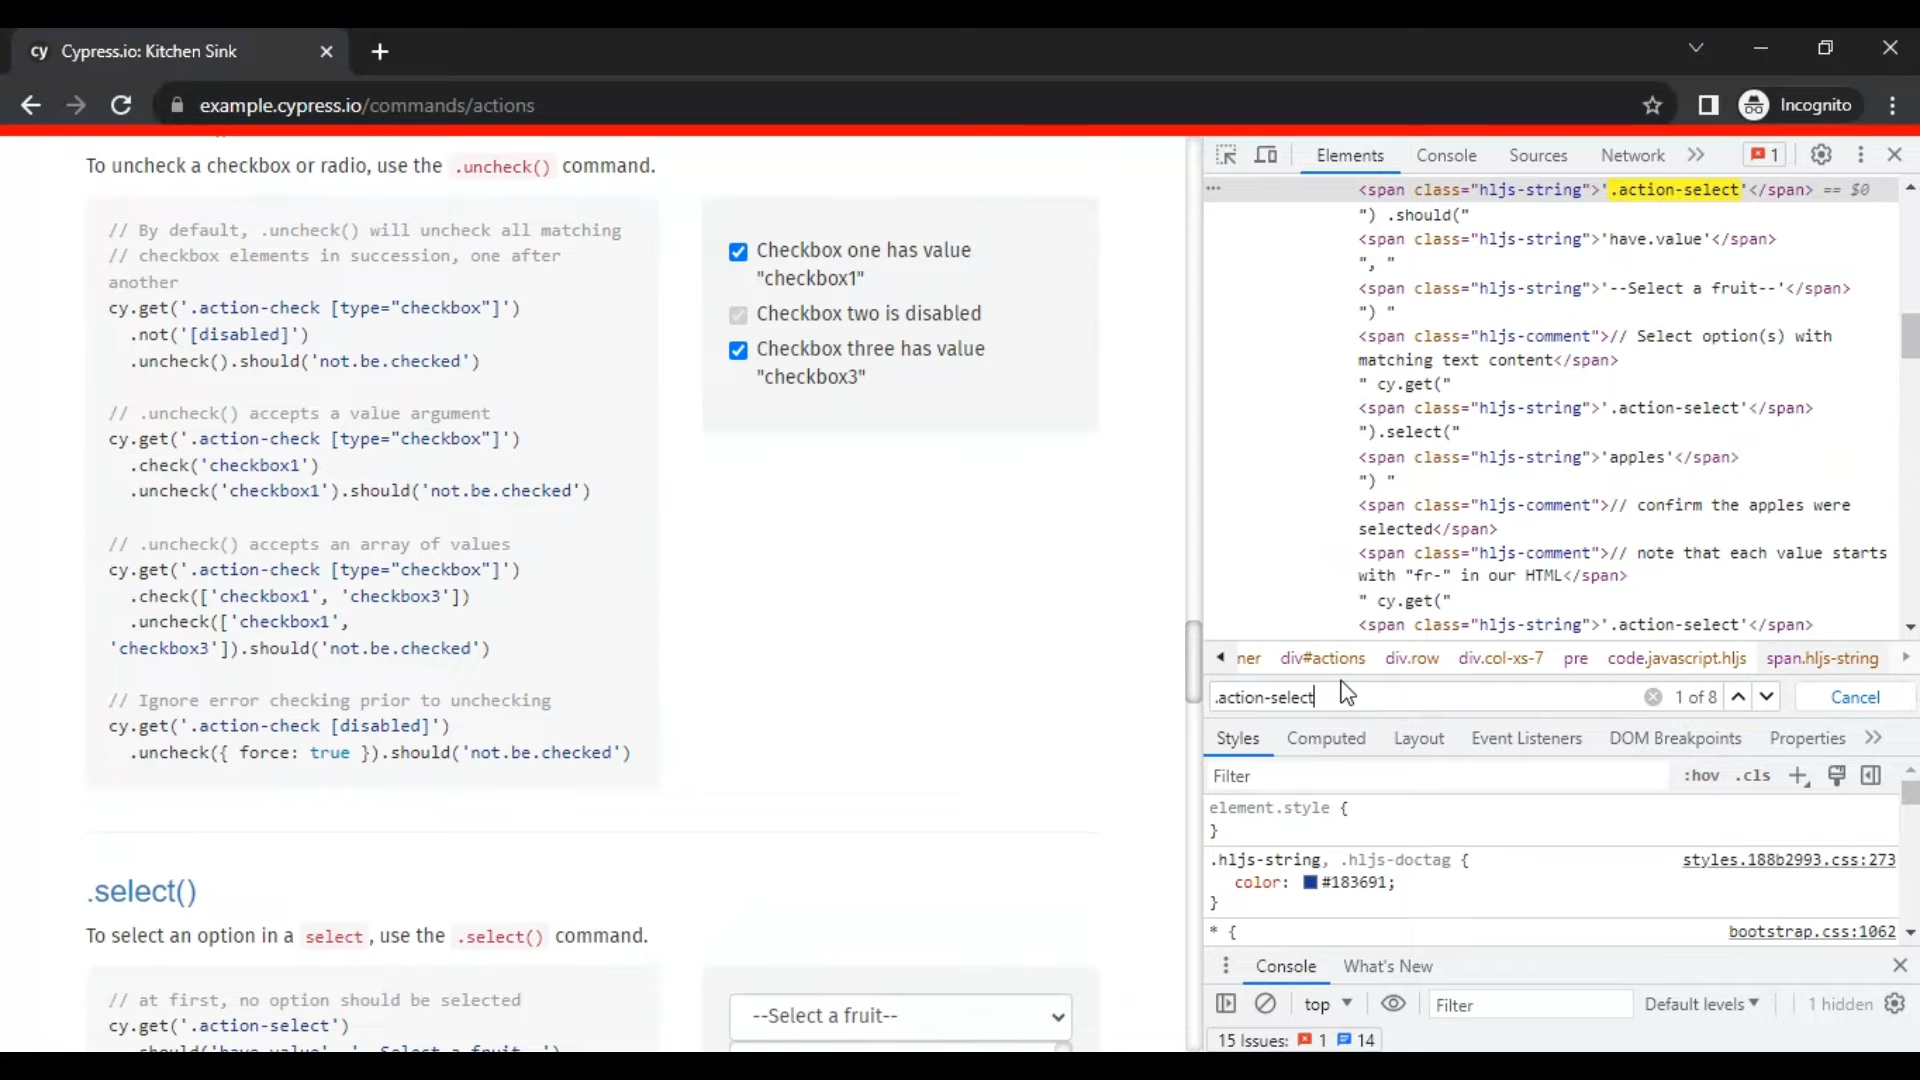 cy Cypress.io: Kitchen Sink
example.cypress.io/commands/actions
Incognito
To uncheck a checkbox or radio, use the .uncheck() command.
// By default, .uncheck() will uncheck all matching
// checkbox elements in succession, one after
another
cy.get('.action-check [type="checkbox"]')
.not('[disabled]')
.uncheck().should('not.be.checked')
// .uncheck() accepts a value argument
cy.get('.action-check [type="checkbox"]')
.check('checkbox1')
.uncheck('checkbox1').should('not.be.checked')
// .uncheck() accepts an array of values
cy.get('.action-check [type="checkbox"]')
.check(['checkbox1', 'checkbox3'])
.uncheck(['checkbox1',
'checkbox3']).should('not.be.checked')
// Ignore error checking prior to unchecking
cy.get('.action-check [disabled]')
.uncheck({ force: true }).should('not.be.checked')
Checkbox one has value
"checkbox1"
Checkbox two is disabled
Checkbox three has value
"checkbox3"
.select()
To select an option in a select, use the .select() command.
// at first, no option should be selected
cy.get('.action-select')
--Select a fruit--
Elements Console Sources Network 1
<span class="hljs-string">'.action-select'</span> == $0
") .should("
<span class="hljs-string">'have.value'</span>
", "
<span class="hljs-string">'--Select a fruit--'</span>
") "
<span class="hljs-comment">// Select option(s) with
matching text content</span>
" cy.get("
<span class="hljs-string">'.action-select'</span>
").select("
<span class="hljs-string">'apples'</span>
") "
<span class="hljs-comment">// confirm the apples were
selected</span>
<span class="hljs-comment">// note that each value starts
with "fr-" in our HTML</span>
" cy.get("
<span class="hljs-string">'.action-select'</span>
ner div#actions div.row div.col-xs-7 pre code.javascript.hljs span.hljs-string
.action-select 1 of 8 Cancel
Styles Computed Layout Event Listeners DOM Breakpoints Properties
Filter :hov .cls
element.style {
}
.hljs-string, .hljs-doctag { styles.188b2993.css:273
color: #183691;
}
* { bootstrap.css:1062
Console What's New
top Filter Default levels 1 hidden
15 Issues: 1 14